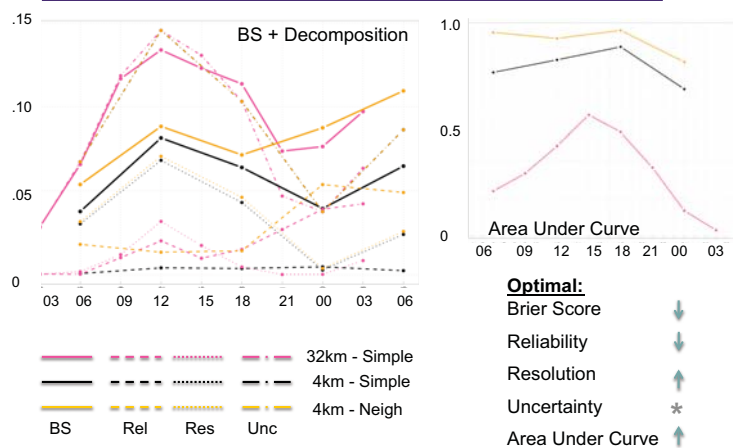 .15
BS + Decomposition
.10
.05
0
03 06 09 12 15 18 21 00 03 06
1.0
0.5
0
Area Under Curve
06 09 12 15 18 21 00 03
32km - Simple
4km - Simple
4km - Neigh
BS Rel Res Unc
Optimal:
Brier Score
Reliability
Resolution
Uncertainty *
Area Under Curve